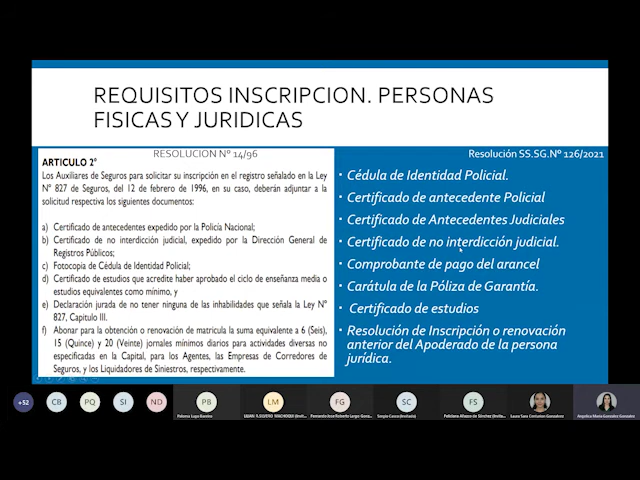 REQUISITOS INSCRIPCION. PERSONAS
FISICAS Y JURIDICAS
RESOLUCION Nº 14/96
ARTICULO 2º
Los Auxiliares de Seguros para solicitar su inscripción en el registro señalado en la Ley
Nº 827 de Seguros, del 12 de febrero de 1996, en su caso, deberán adjuntar a la
solicitud respectiva los siguientes documentos:
a) Certificado de antecedentes expedido por la Policía Nacional;
b) Certificado de no interdicción judicial, expedido por la Dirección General de
Registros Públicos;
c) Fotocopia de Cédula de Identidad Policial;
d) Certificado de estudios que acredite haber aprobado el ciclo de enseñanza media o
estudios equivalentes como mínimo, y
e) Declaración jurada de no tener ninguna de las inhabilidades que señala la Ley Nº
827, Capitulo III.
f) Abonar para la obtención o renovación de matricula la suma equivalente a 6 (Seis),
15 (Quince) y 20 (Veinte) jornales mínimos diarios para actividades diversas no
especificadas en la Capital, para los Agentes, las Empresas de Corredores de
Seguros, y los Liquidadores de Siniestros, respectivamente.
Resolución SS.SG.Nº 126/2021
• Cédula de Identidad Policial.
• Certificado de antecedente Policial
• Certificado de Antecedentes Judiciales
• Certificado de no interdicción judicial.
• Comprobante de pago del arancel
• Carátula de la Póliza de Garantía.
• Certificado de estudios
• Resolución de Inscripción o renovación
anterior del Apoderado de la persona
jurídica.
+52
CB
PQ
SI
ND
PB
LM
FG
SC
FS